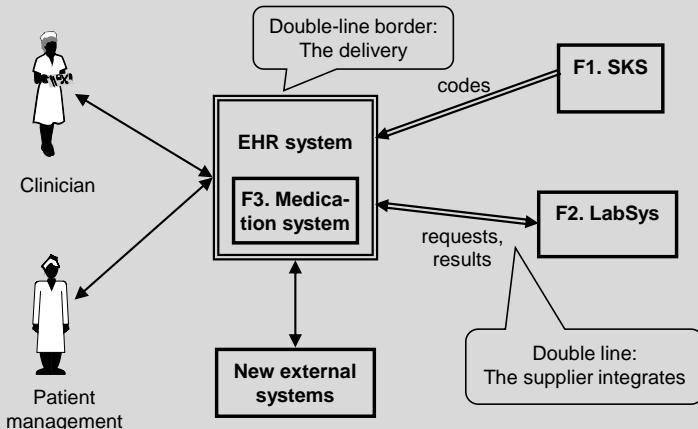 Double-line border:
The delivery
F1. SKS
codes
EHR system
F3. Medica-
tion system
Clinician
F2. LabSys
requests,
results
Double line:
The supplier integrates
New external
systems
Patient
management